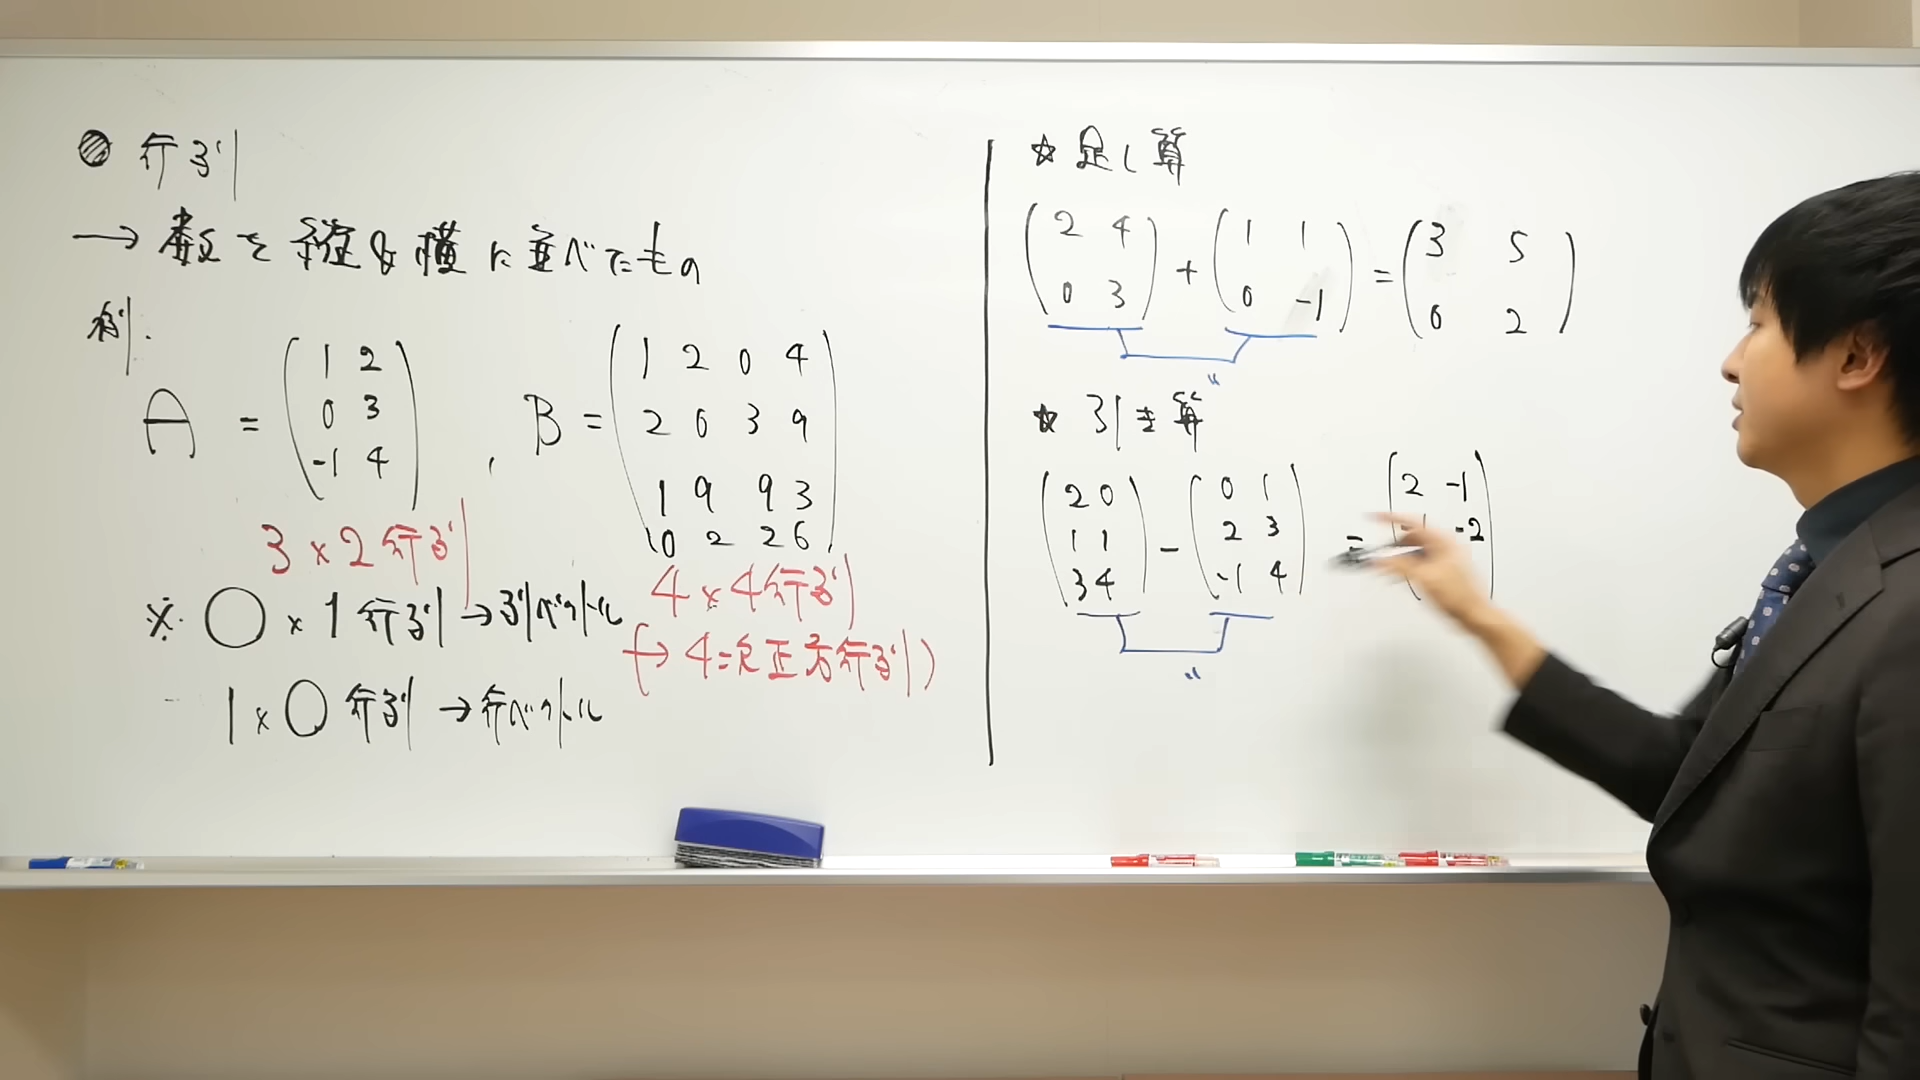 行列
→ 数を縦&横に並べたもの
例.
A = (1 2
0 3
-1 4)
, B = (1 2 0 4
2 0 3 9
1 9 9 3
10 2 2 6)
3×2行列
4×4行列
(→ 4次正方行列)
※ ○×1行列→列ベクトル
1×○行列→行ベクトル
☆足し算
(2 4
0 3) + (1 1
0 -1) = (3 5
0 2)
〃
☆引き算
(2 0
1 1
3 4) - (0 1
2 3
-1 4) = (2 -1
-2
〃